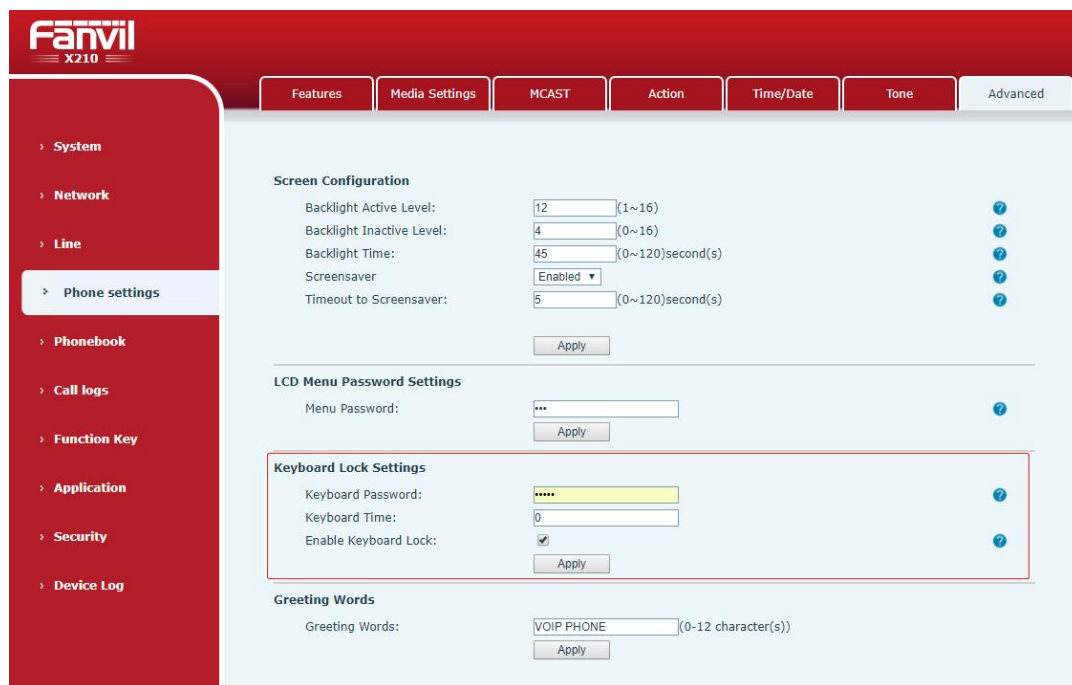 Fanvil
X210
Features Media Settings MCAST Action Time/Date Tone Advanced
› System
› Network
› Line
› Phone settings
› Phonebook
› Call logs
› Function Key
› Application
› Security
› Device Log
Screen Configuration
Backlight Active Level: 12 (1~16)
Backlight Inactive Level: 4 (0~16)
Backlight Time: 45 (0~120)second(s)
Screensaver Enabled ▼
Timeout to Screensaver: 5 (0~120)second(s)
Apply
LCD Menu Password Settings
Menu Password: •••
Apply
Keyboard Lock Settings
Keyboard Password: •••••
Keyboard Time: 0
Enable Keyboard Lock:
Apply
Greeting Words
Greeting Words: VOIP PHONE (0-12 character(s))
Apply